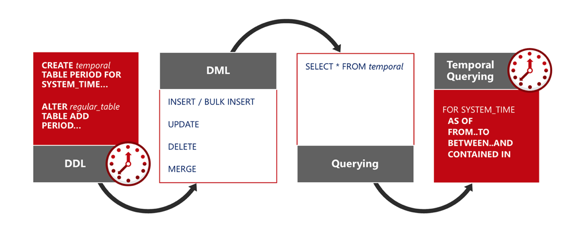 CREATE temporal
TABLE PERIOD FOR
SYSTEM_TIME...
ALTER regular_table
TABLE ADD
PERIOD...
DDL
DML
INSERT / BULK INSERT
UPDATE
DELETE
MERGE
SELECT * FROM temporal
Querying
Temporal
Querying
FOR SYSTEM_TIME
AS OF
FROM..TO
BETWEEN..AND
CONTAINED IN